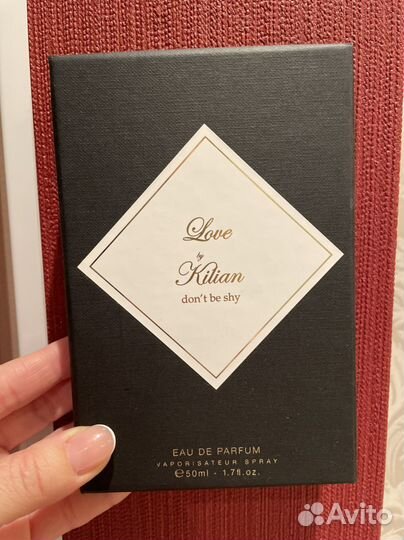 Love
by
Kilian
don't be shy
EAU DE PARFUM
VAPORISATEUR SPRAY
℮50ml - 1.7fl.oz.
Avito